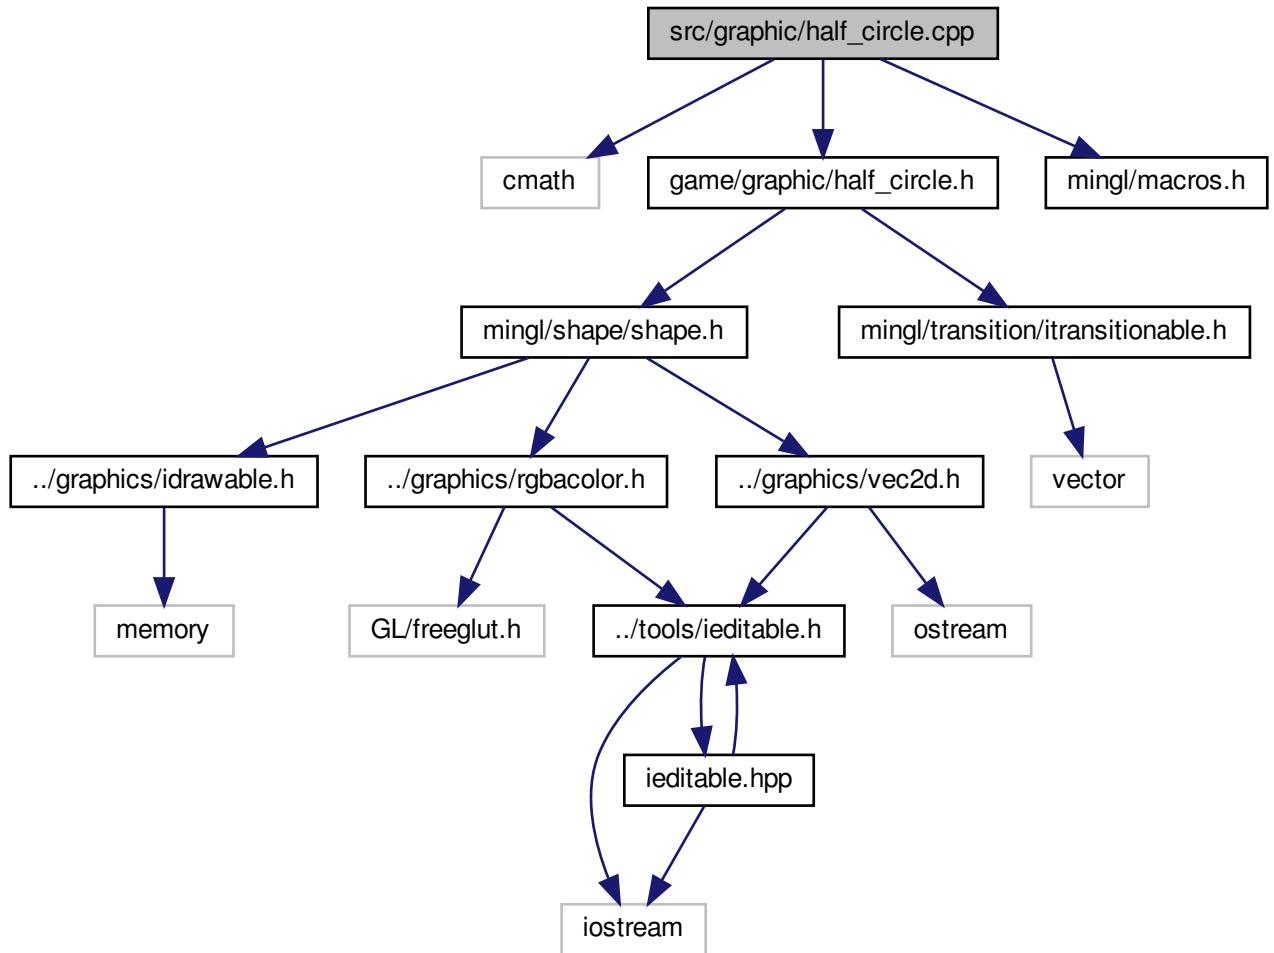 src/graphic/half_circle.cpp
cmath
game/graphic/half_circle.h
mingl/macros.h
mingl/shape/shape.h
mingl/transition/itransitionable.h
../graphics/idrawable.h
../graphics/rgbacolor.h
../graphics/vec2d.h
vector
memory
GL/freeglut.h
../tools/ieditable.h
ostream
ieditable.hpp
iostream